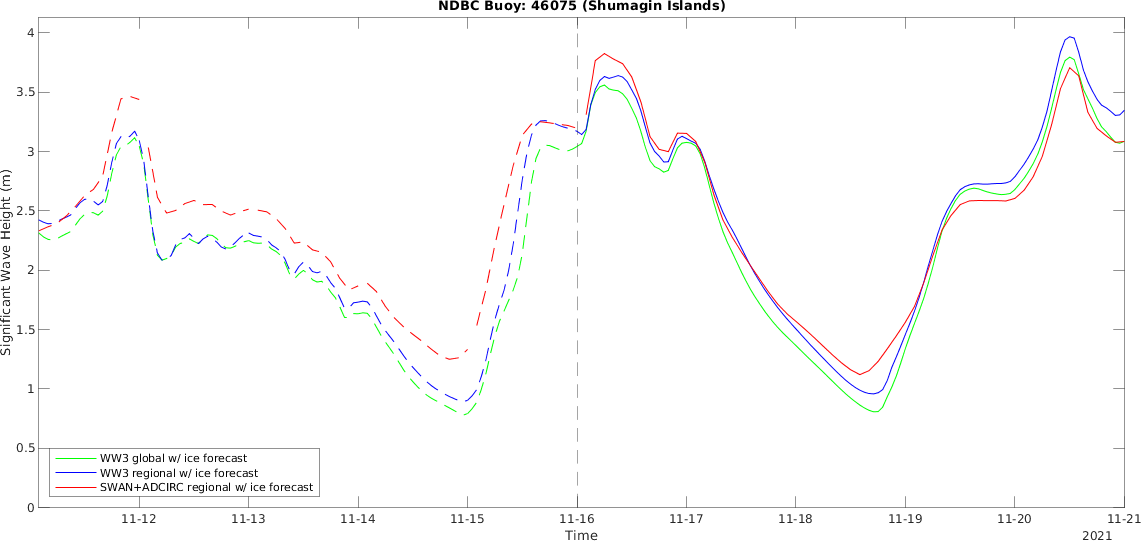 NDBC Buoy: 46075 (Shumagin Islands)
Significant Wave Height (m)
4
3.5
3
2.5
2
1.5
1
0.5
0
WW3 global w/ ice forecast
WW3 regional w/ ice forecast
SWAN+ADCIRC regional w/ ice forecast
11-12 11-13 11-14 11-15 11-16 11-17 11-18 11-19 11-20 11-21
Time
2021